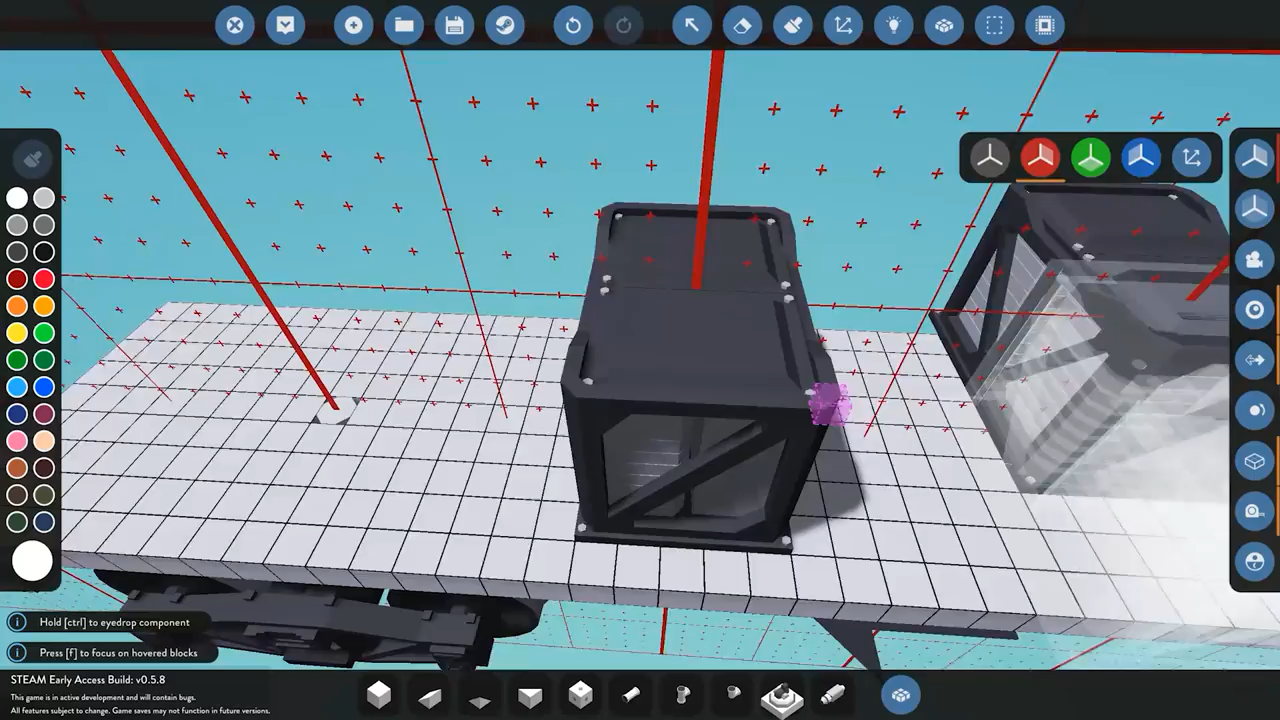 Hold [ctrl] to eyedrop component
Press [f] to focus on hovered blocks
STEAM Early Access Build: v0.5.8
This game is in active development and will contain bugs.
All features subject to change. Game saves may not function in future versions.